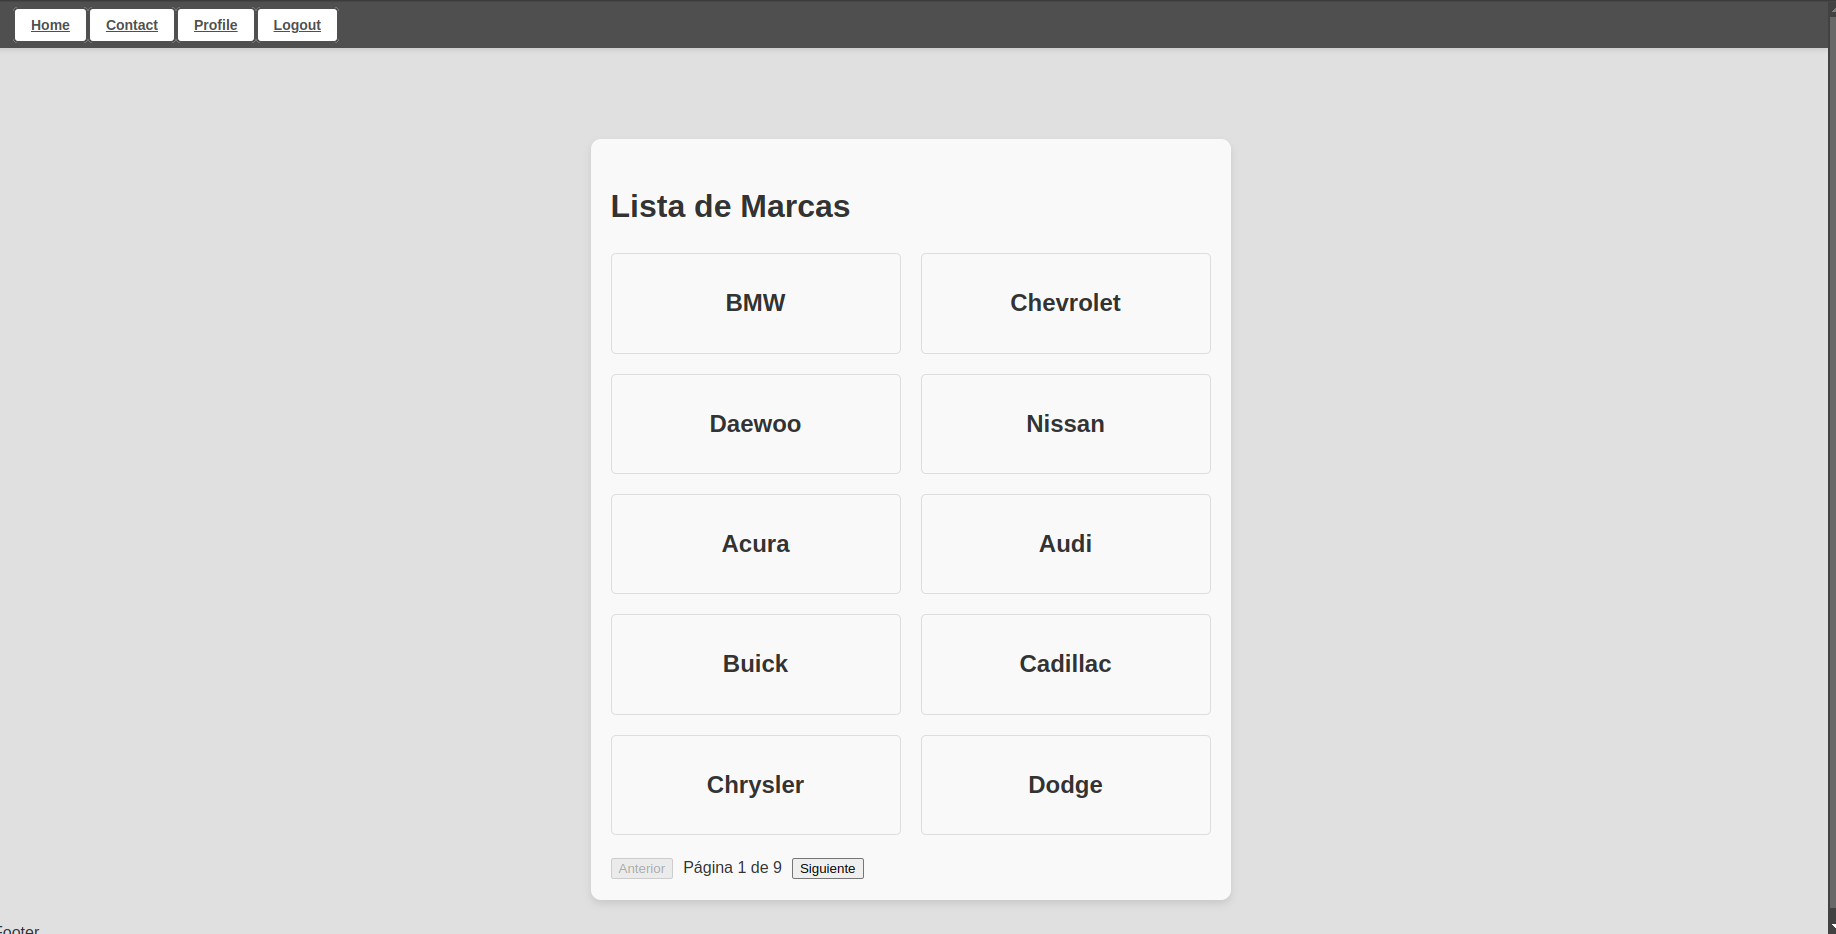 Home Contact Profile Logout
Lista de Marcas
BMW Chevrolet
Daewoo Nissan
Acura Audi
Buick Cadillac
Chrysler Dodge
Anterior Página 1 de 9 Siguiente
Footer